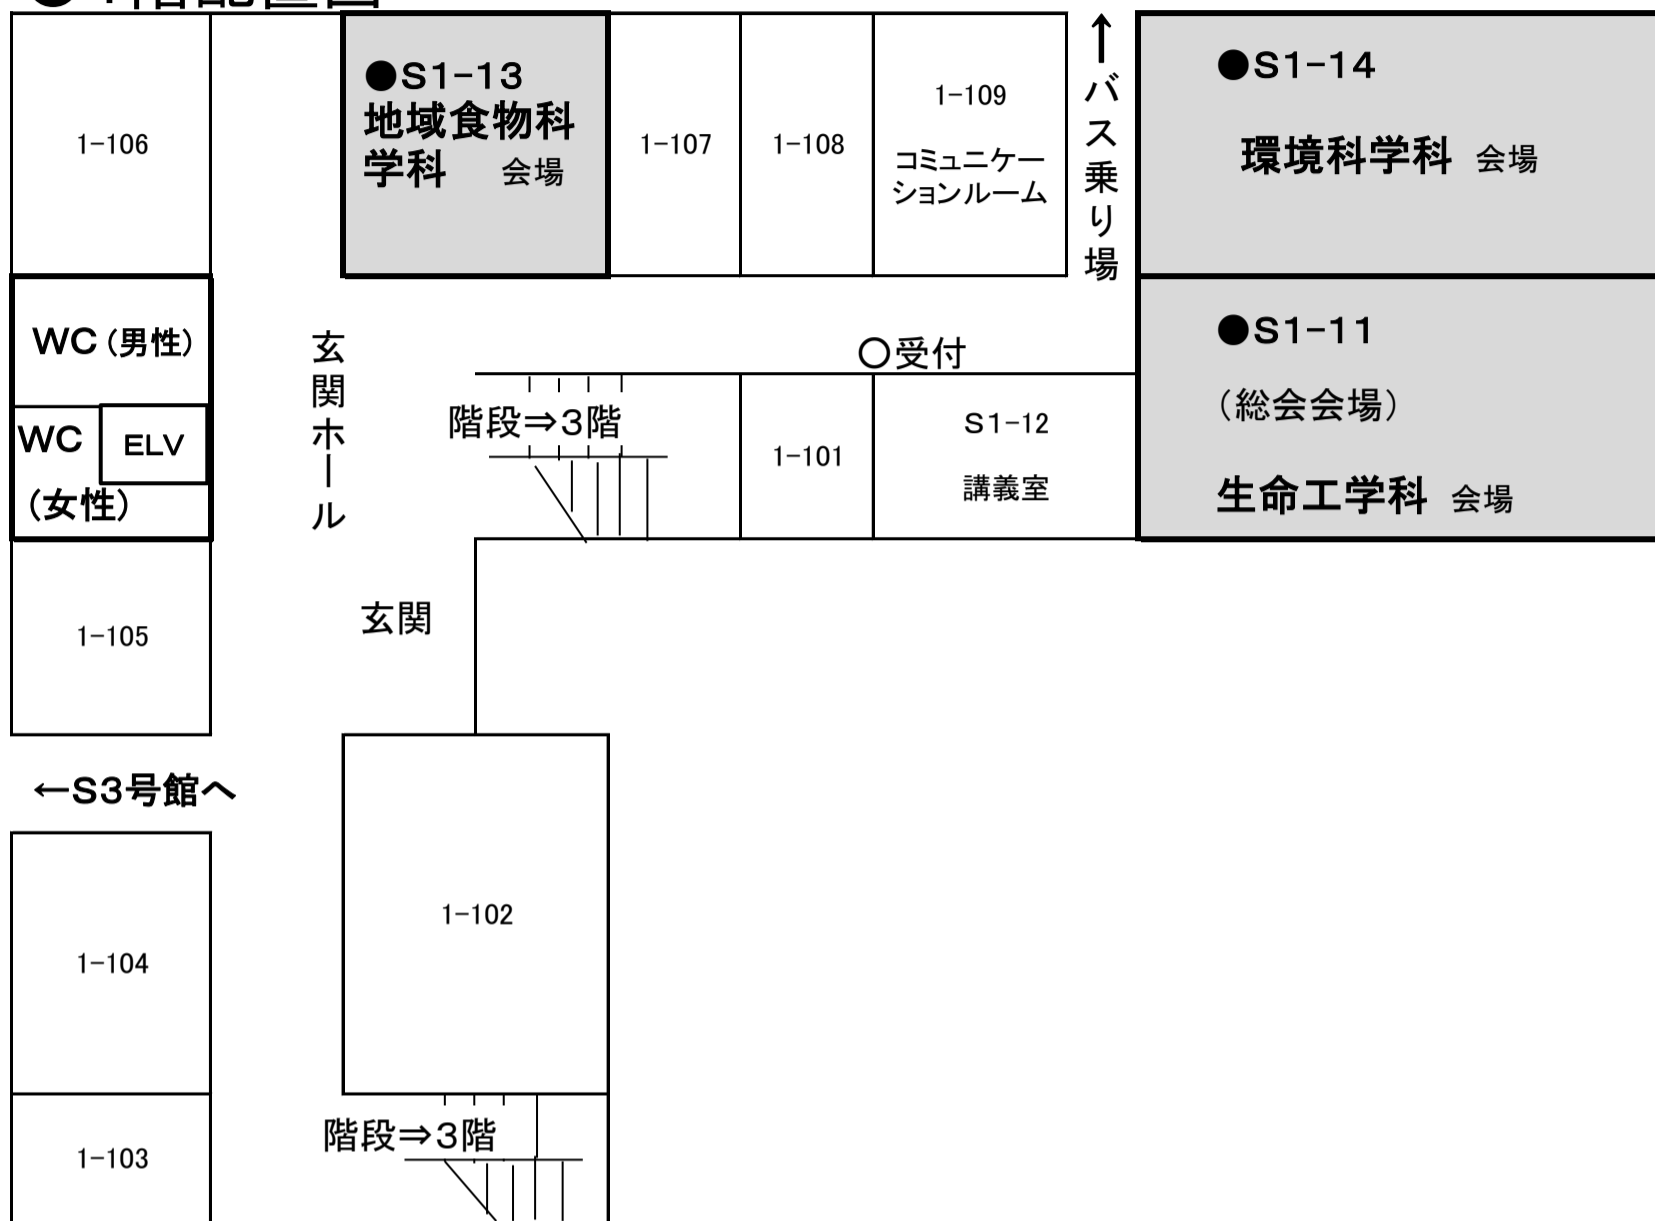 1-106
●S1-13
地域食物科
学科 会場
1-107
1-108
1-109
コミュニケー
ションルーム
↑バス乗り場
●S1-14
環境科学科 会場
WC(男性)
WC
ELV
(女性)
玄関ホール
○受付
階段⇒3階
1-101
S1-12
講義室
●S1-11
(総会会場)
生命工学科 会場
1-105
玄関
←S3号館へ
1-104
1-102
1-103
階段⇒3階